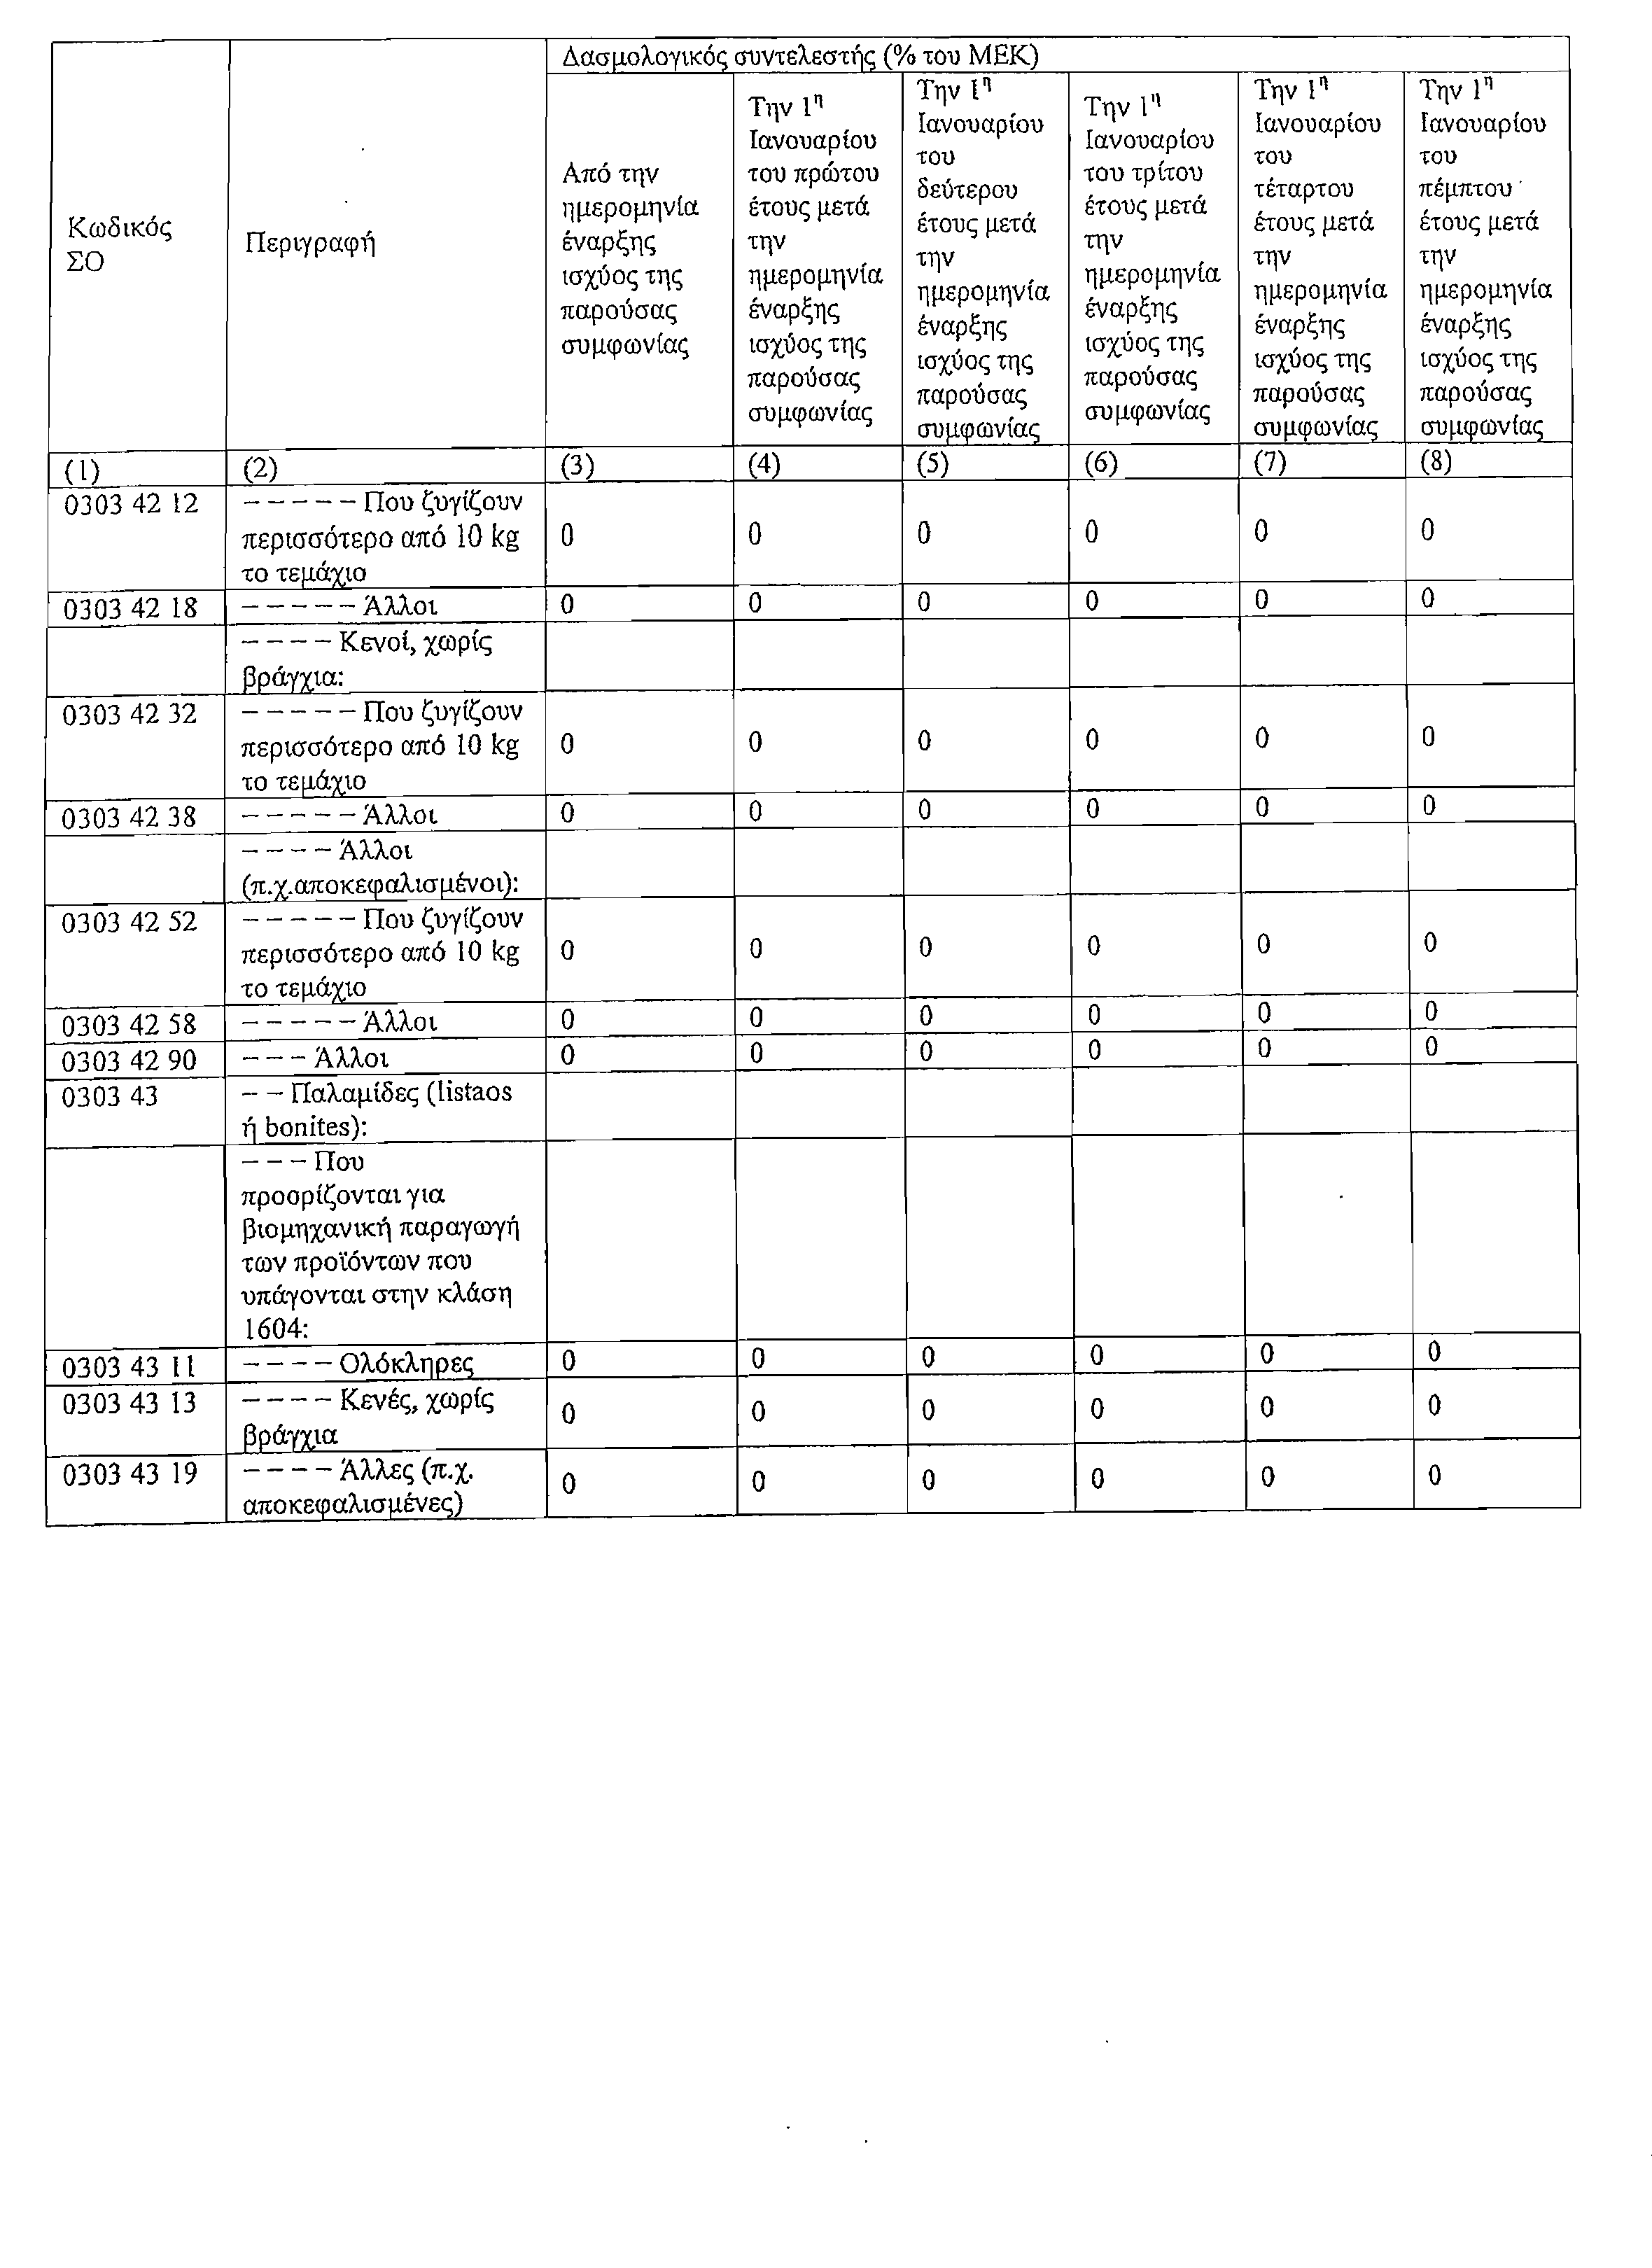 Δασμολογικός συντελεστής (% του ΜΕΚ)
Κωδικός
ΣΟ
Περιγραφή
Από την
ημερομηνία
έναρξης
ισχύος της
παρούσας
συμφωνίας
Την 1η
Ιανουαρίου
του πρώτου
έτους μετά
την
ημερομηνία
έναρξης
ισχύος της
παρούσας
συμφωνίας
Την 1η
Ιανουαρίου
του
δεύτερου
έτους μετά
την
ημερομηνία
έναρξης
ισχύος της
παρούσας
συμφωνίας
Την 1η
Ιανουαρίου
του τρίτου
έτους μετά
την
ημερομηνία
έναρξης
ισχύος της
παρούσας
συμφωνίας
Την 1η
Ιανουαρίου
του
τέταρτου
έτους μετά
την
ημερομηνία
έναρξης
ισχύος της
παρούσας
συμφωνίας
Την 1η
Ιανουαρίου
του
πέμπτου
έτους μετά
την
ημερομηνία
έναρξης
ισχύος της
παρούσας
συμφωνίας
(1) (2) (3) (4) (5) (6) (7) (8)
0303 42 12 – – – – – Που ζυγίζουν
περισσότερο από 10 kg 0 0 0 0 0 0
το τεμάχιο
0303 42 18 – – – – – Άλλοι 0 0 0 0 0 0
– – – – Κενοί, χωρίς
βράγχια:
0303 42 32 – – – – – Που ζυγίζουν
περισσότερο από 10 kg 0 0 0 0 0 0
το τεμάχιο
0303 42 38 – – – – – Άλλοι 0 0 0 0 0 0
– – – – Άλλοι
(π.χ.αποκεφαλισμένοι):
0303 42 52 – – – – – Που ζυγίζουν
περισσότερο από 10 kg 0 0 0 0 0 0
το τεμάχιο
0303 42 58 – – – – – Άλλοι 0 0 0 0 0 0
0303 42 90 – – – Άλλοι 0 0 0 0 0 0
0303 43 – – Παλαμίδες (listaos
ή bonites):
– – – Που
προορίζονται για
βιομηχανική παραγωγή
των προϊόντων που
υπάγονται στην κλάση
1604:
0303 43 11 – – – – Ολόκληρες 0 0 0 0 0 0
0303 43 13 – – – – Κενές, χωρίς
βράγχια 0 0 0 0 0 0
0303 43 19 – – – – Άλλες (π.χ.
αποκεφαλισμένες) 0 0 0 0 0 0